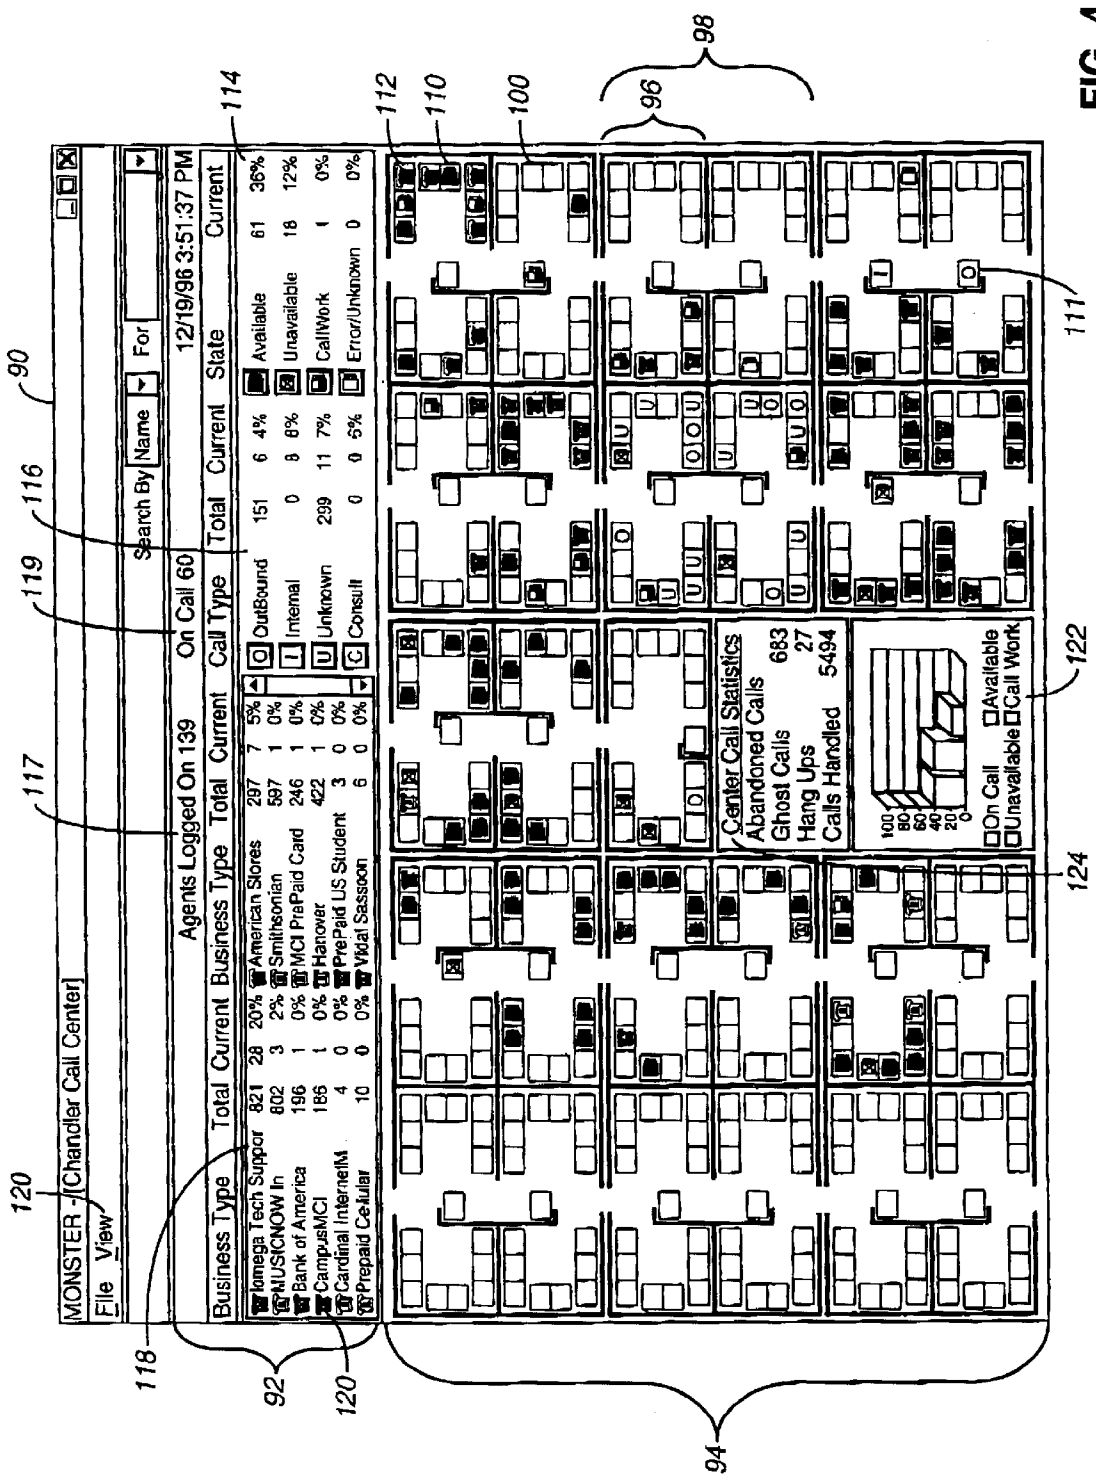 MONSTER -[Chandler Call Center]
File View
Search By Name For
Agents Logged On 139 On Call 60 12/19/96 3:51:37 PM
Business Type Total Current Business Type Total Current Call Type Total Current State Current
Iomega Tech Suppor 821 28 20% American Stores 297 7 5% O OutBound 151 6 4% Available 61 36%
MUSICNOW In 802 3 2% Smithsonian 597 1 0% I Internal 0 8 6% Unavailable 18 12%
Bank of America 196 1 0% MCI PrePaid Card 246 1 0% U Unknown 299 11 7% CallWork 1 0%
CampusMCI 186 1 0% Hanover 422 1 0% C Consult 0 0 5% Error/Unknown 0 0%
Cardinal InternetM 4 0 0% PrePaid US Student 3 0 0%
Prepaid Cellular 10 0 0% Vidal Sassoon 6 0 0%
Center Call Statistics
Abandoned Calls
Ghost Calls 683
Hang Ups 27
Calls Handled 5494
100
80
60
40
20
0
On Call Available
Unavailable Call Work
90
92
94
96
98
100
110
111
112
114
116
117
118
119
120
120
122
124
FIG. 4